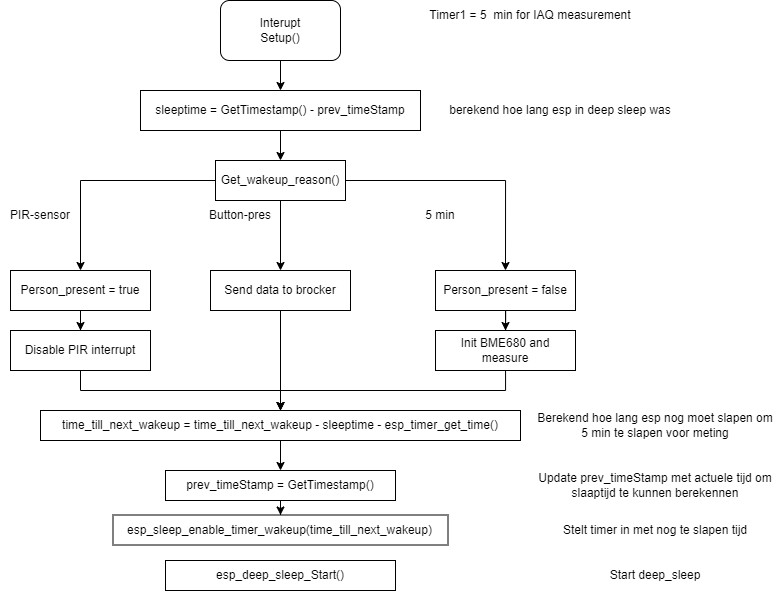 Interupt
Setup()
Timer1 = 5 min for IAQ measurement
sleeptime = GetTimestamp() - prev_timeStamp
berekend hoe lang esp in deep sleep was
Get_wakeup_reason()
PIR-sensor
Button-pres
5 min
Person_present = true
Send data to brocker
Person_present = false
Disable PIR interrupt
Init BME680 and
measure
time_till_next_wakeup = time_till_next_wakeup - sleeptime - esp_timer_get_time()
Berekend hoe lang esp nog moet slapen om
5 min te slapen voor meting
prev_timeStamp = GetTimestamp()
Update prev_timeStamp met actuele tijd om
slaaptijd te kunnen berekennen
esp_sleep_enable_timer_wakeup(time_till_next_wakeup)
Stelt timer in met nog te slapen tijd
esp_deep_sleep_Start()
Start deep_sleep